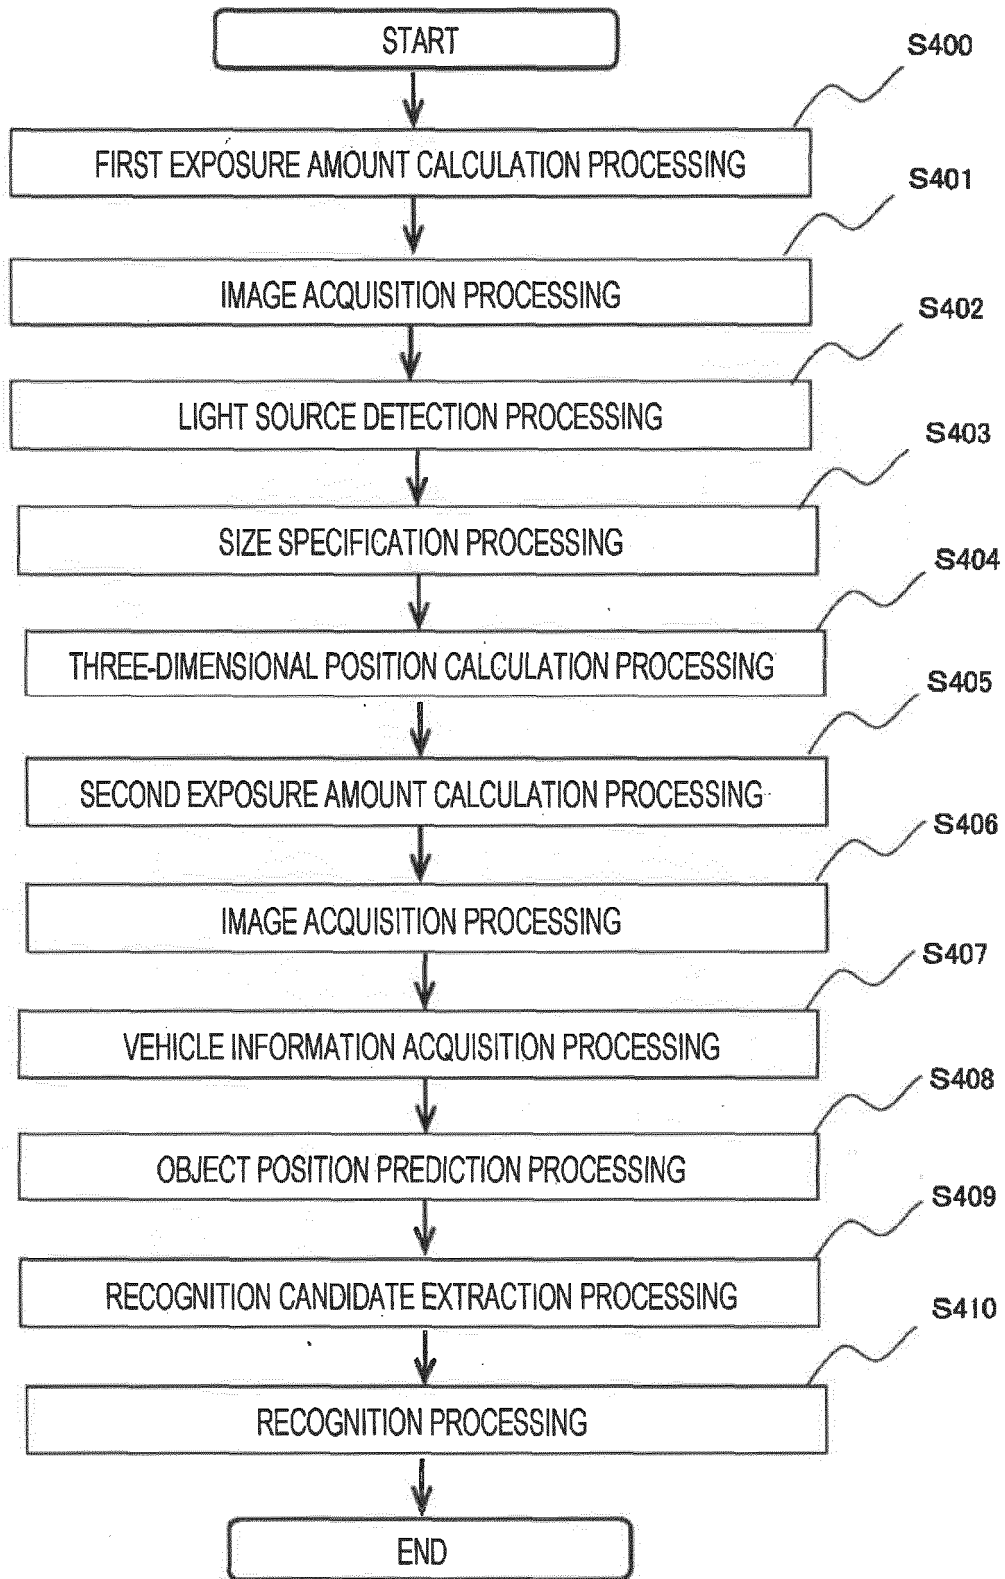 START
S400
FIRST EXPOSURE AMOUNT CALCULATION PROCESSING
S401
IMAGE ACQUISITION PROCESSING
S402
LIGHT SOURCE DETECTION PROCESSING
S403
SIZE SPECIFICATION PROCESSING
S404
THREE-DIMENSIONAL POSITION CALCULATION PROCESSING
S405
SECOND EXPOSURE AMOUNT CALCULATION PROCESSING
S406
IMAGE ACQUISITION PROCESSING
S407
VEHICLE INFORMATION ACQUISITION PROCESSING
S408
OBJECT POSITION PREDICTION PROCESSING
S409
RECOGNITION CANDIDATE EXTRACTION PROCESSING
S410
RECOGNITION PROCESSING
END